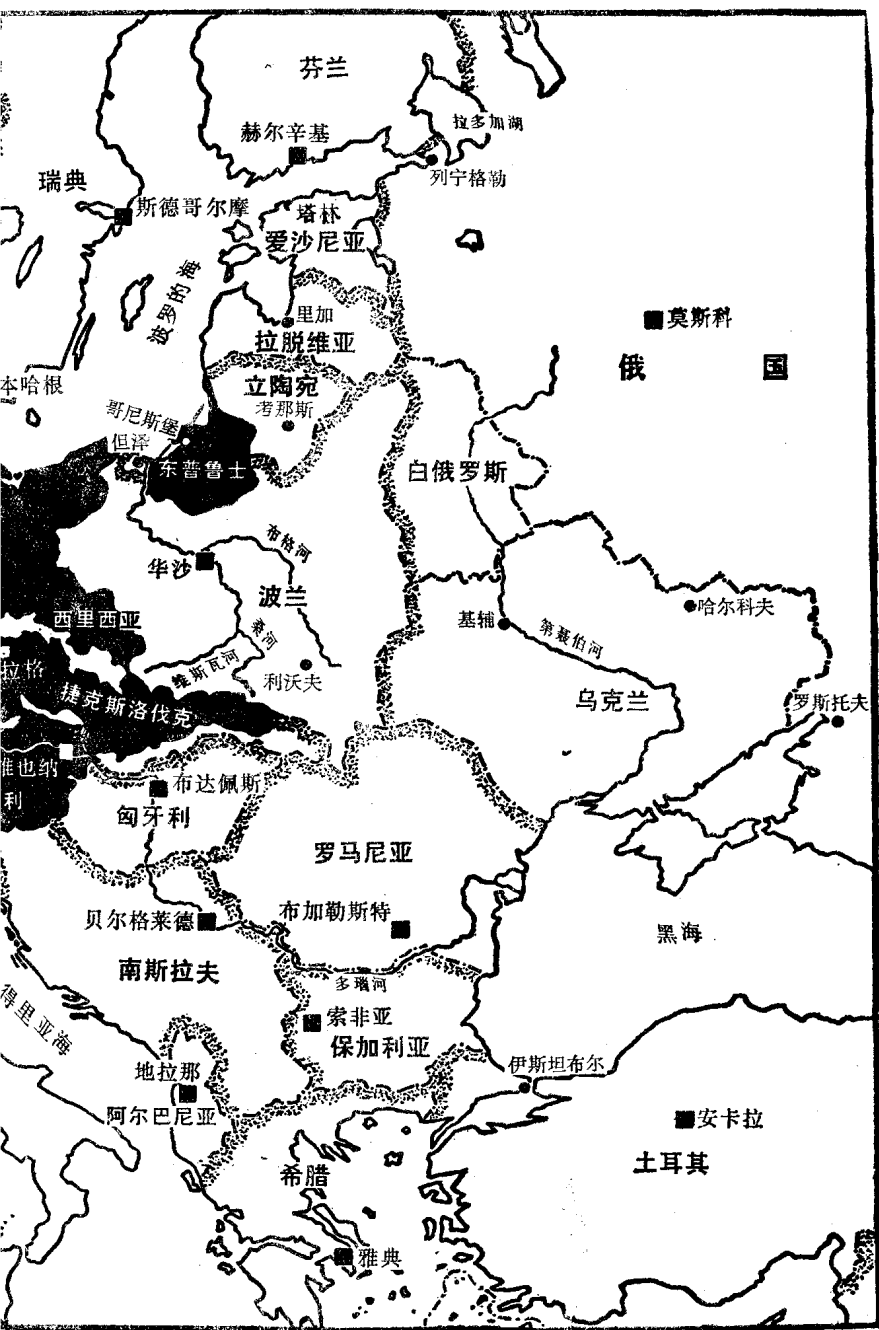 芬兰
拉多加湖
赫尔辛基
列宁格勒
瑞典
斯德哥尔摩
塔林
爱沙尼亚
波罗的海
里加
莫斯科
拉脱维亚
俄国
本哈根
立陶宛
考那斯
哥尼斯堡
但泽
东普鲁士
白俄罗斯
布格河
华沙
波兰
西里西亚
基辅
哈尔科夫
第聂伯河
桑河
维斯瓦河
利沃夫
拉格
捷克斯洛伐克
乌克兰
罗斯托夫
维也纳
利
布达佩斯
匈牙利
罗马尼亚
贝尔格莱德
布加勒斯特
黑海
南斯拉夫
多瑙河
得里亚海
索非亚
保加利亚
地拉那
伊斯坦布尔
阿尔巴尼亚
安卡拉
土耳其
希腊
雅典